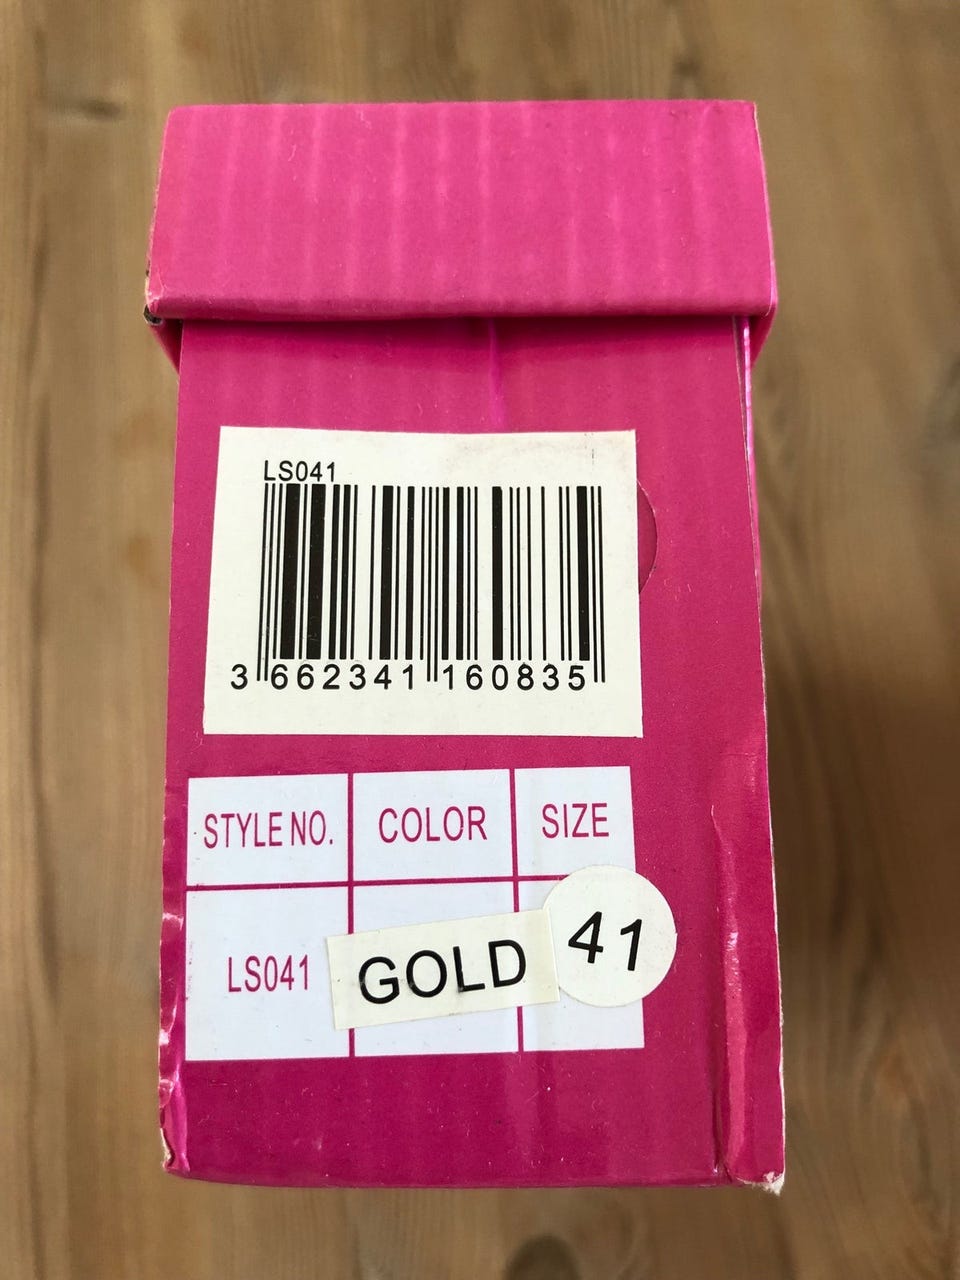 LS041
3 662341 160835
STYLE NO. COLOR SIZE
LS041 GOLD 41